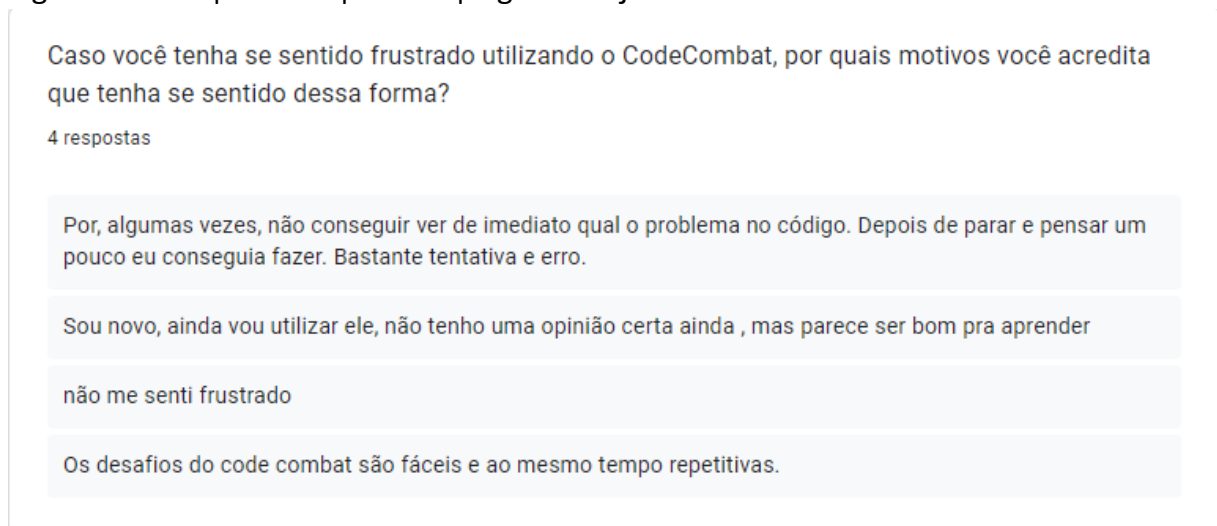 Caso você tenha se sentido frustrado utilizando o CodeCombat, por quais motivos você acredita
que tenha se sentido dessa forma?
4 respostas
Por, algumas vezes, não conseguir ver de imediato qual o problema no código. Depois de parar e pensar um
pouco eu conseguia fazer. Bastante tentativa e erro.
Sou novo, ainda vou utilizar ele, não tenho uma opinião certa ainda , mas parece ser bom pra aprender
não me senti frustrado
Os desafios do code combat são fáceis e ao mesmo tempo repetitivas.